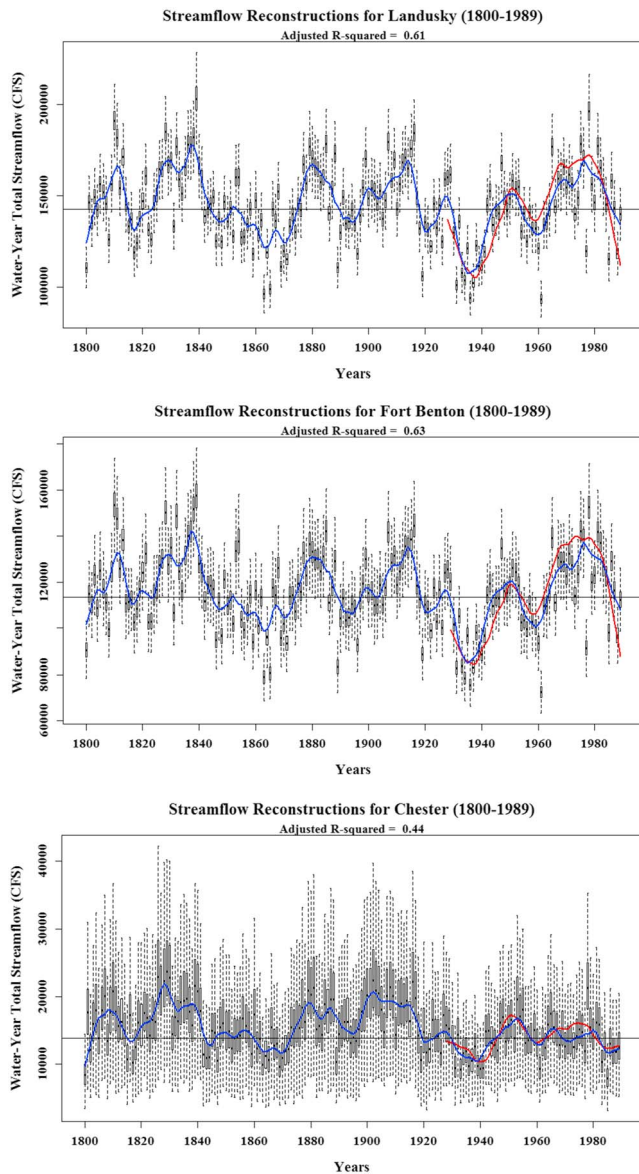 Streamflow Reconstructions for Landusky (1800-1989)
Adjusted R-squared = 0.61
Water-Year Total Streamflow (CFS)
200000
150000
100000
1800 1820 1840 1860 1880 1900 1920 1940 1960 1980
Years
Streamflow Reconstructions for Fort Benton (1800-1989)
Adjusted R-squared = 0.63
Water-Year Total Streamflow (CFS)
160000
120000
80000
60000
1800 1820 1840 1860 1880 1900 1920 1940 1960 1980
Years
Streamflow Reconstructions for Chester (1800-1989)
Adjusted R-squared = 0.44
Water-Year Total Streamflow (CFS)
40000
30000
20000
10000
1800 1820 1840 1860 1880 1900 1920 1940 1960 1980
Years